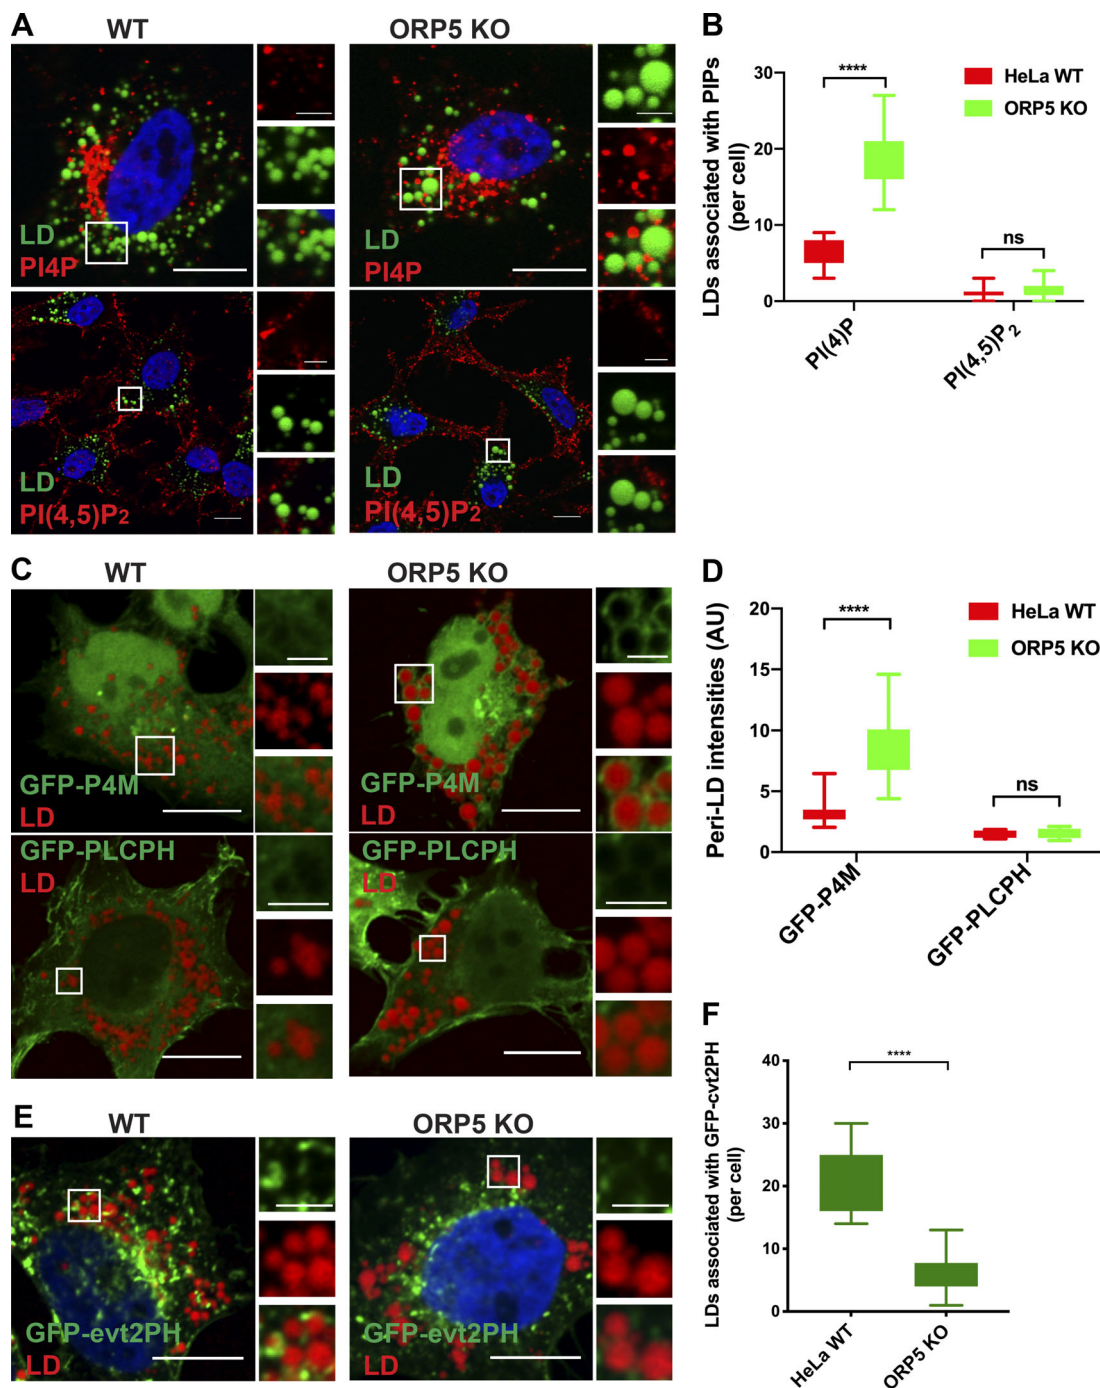 A
WT
ORP5 KO
LD
PI4P
LD
PI4P
LD
PI(4,5)P2
LD
PI(4,5)P2
B
LDs associated with PIPs
(per cell)
30
20
10
0
****
ns
HeLa WT
ORP5 KO
PI(4)P
PI(4,5)P2
C
WT
ORP5 KO
GFP-P4M
LD
GFP-P4M
LD
GFP-PLCPH
LD
GFP-PLCPH
LD
D
Peri-LD intensities (AU)
20
15
10
5
0
****
ns
HeLa WT
ORP5 KO
GFP-P4M
GFP-PLCPH
E
WT
ORP5 KO
GFP-evt2PH
LD
GFP-evt2PH
LD
F
LDs associated with GFP-cvt2PH
(per cell)
40
30
20
10
0
****
HeLa WT
ORP5 KO